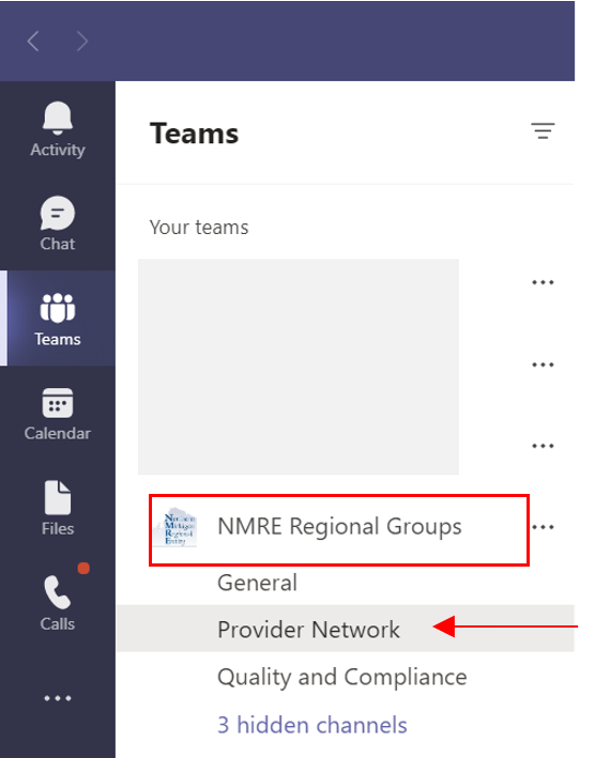 Teams
Activity
Your teams
Chat
Teams
Calendar
Northern
Michigan
Regional
Entity
NMRE Regional Groups
Files
General
Provider Network
Calls
Quality and Compliance
3 hidden channels